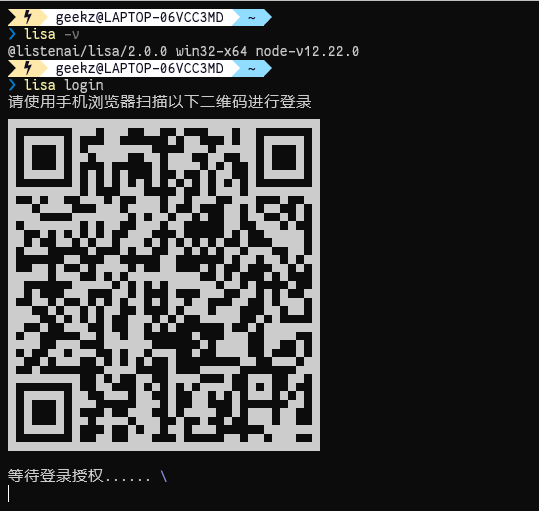 geekz@LAPTOP-06VCC3MD ~
❯ lisa -v
@listenai/lisa/2.0.0 win32-x64 node-v12.22.0
geekz@LAPTOP-06VCC3MD ~
❯ lisa login
请使用手机浏览器扫描以下二维码进行登录
等待登录授权...... \